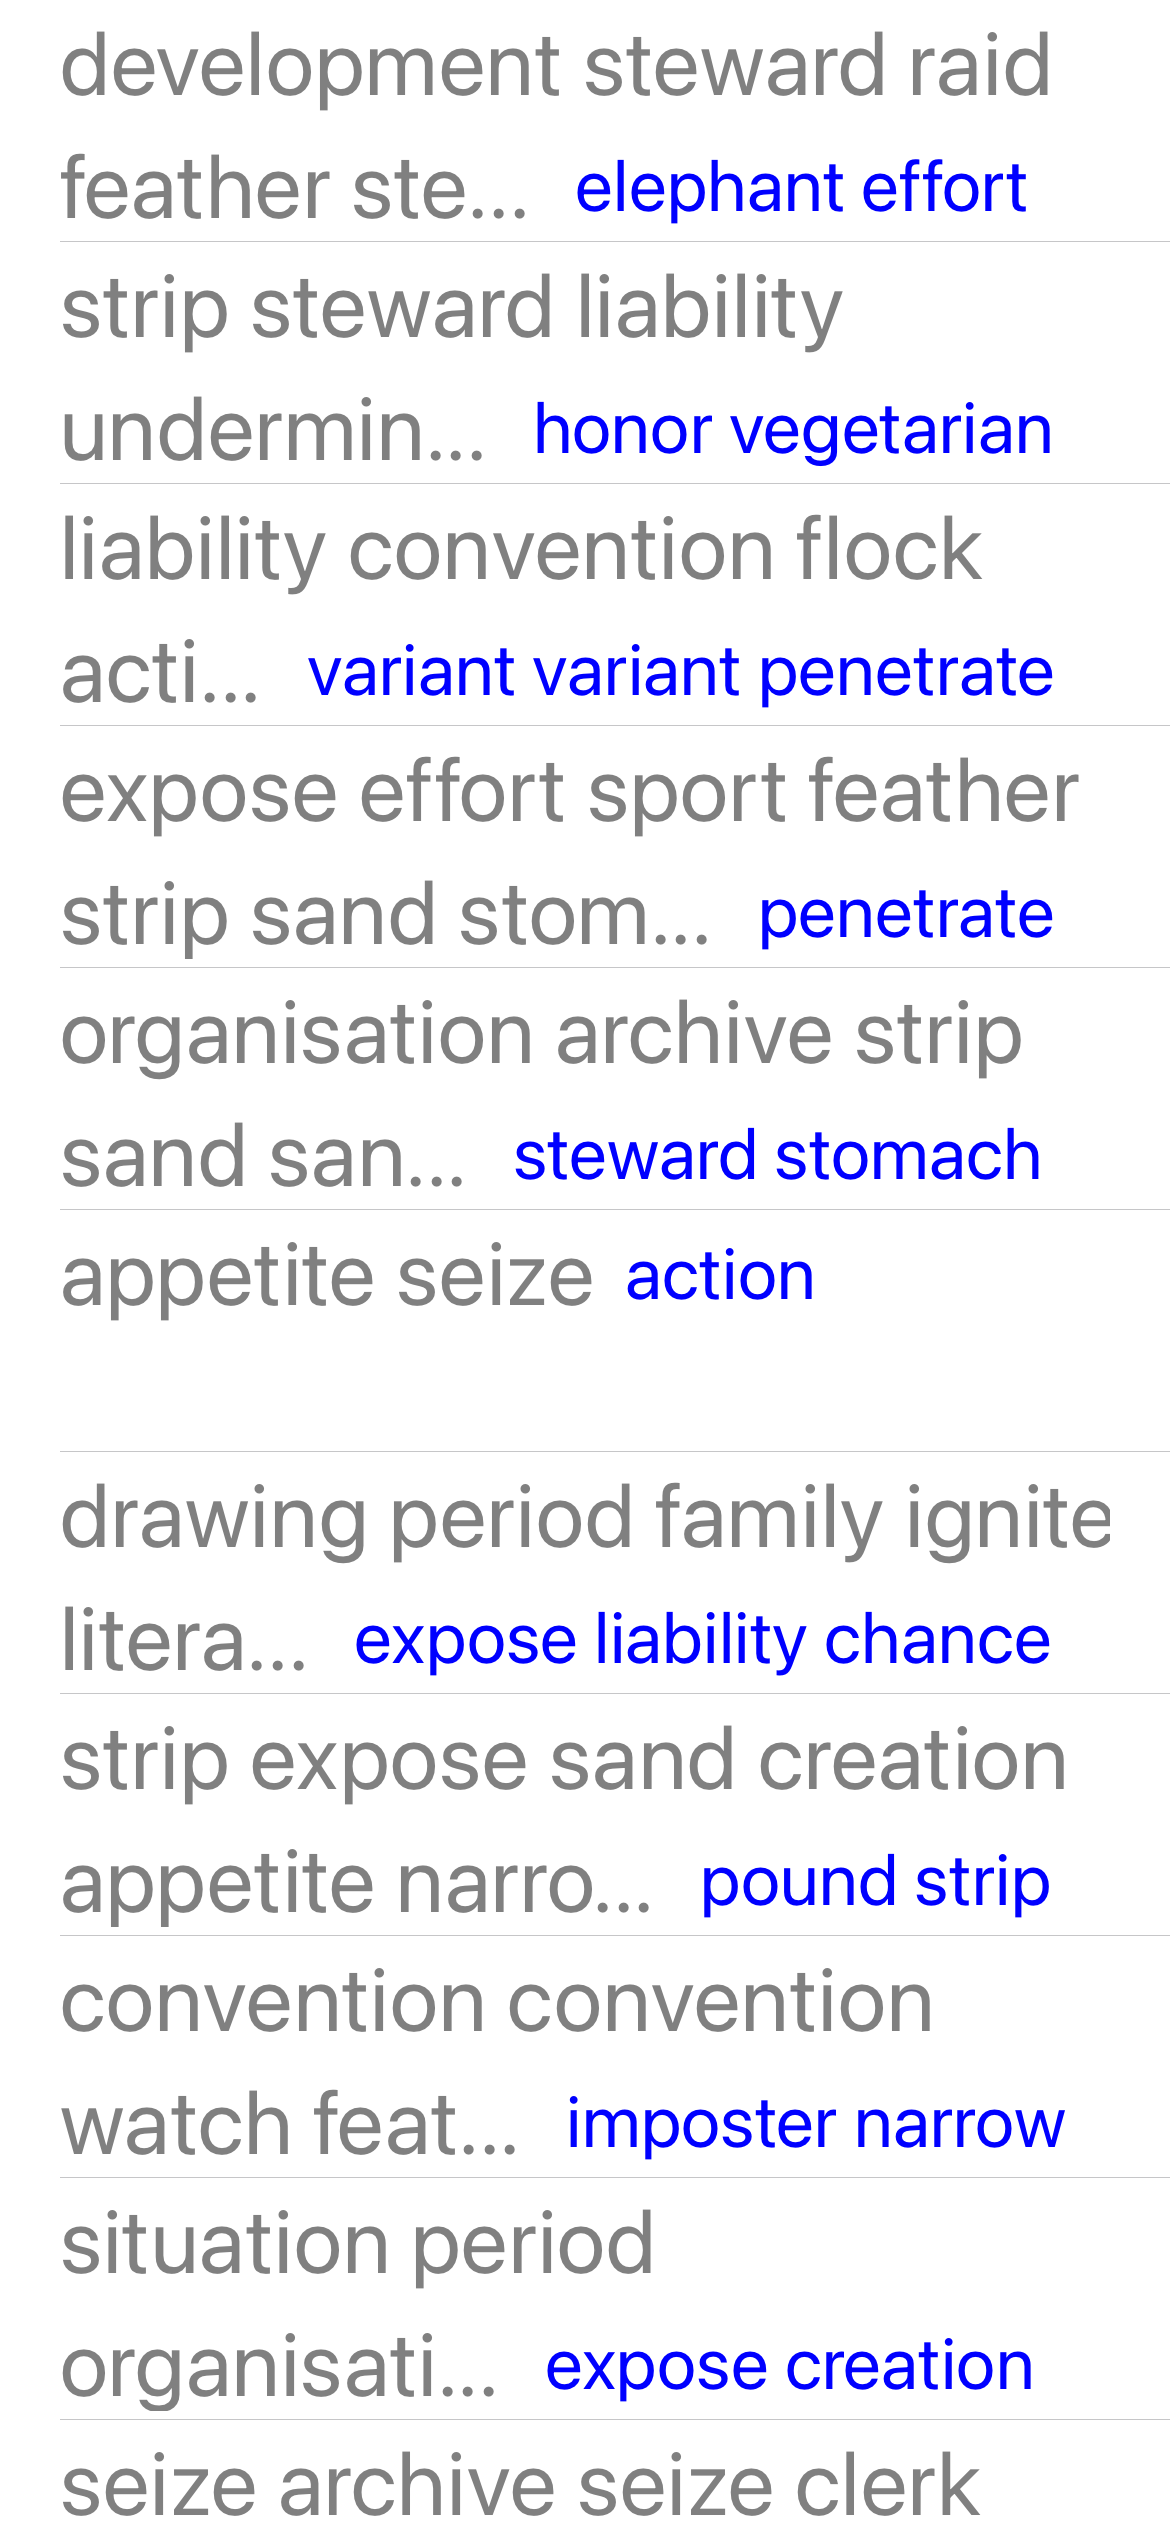 development steward raid
feather ste... elephant effort
strip steward liability
undermin... honor vegetarian
liability convention flock
acti... variant variant penetrate
expose effort sport feather
strip sand stom... penetrate
organisation archive strip
sand san... steward stomach
appetite seize action
drawing period family ignite
litera... expose liability chance
strip expose sand creation
appetite narro... pound strip
convention convention
watch feat... imposter narrow
situation period
organisati... expose creation
seize archive seize clerk